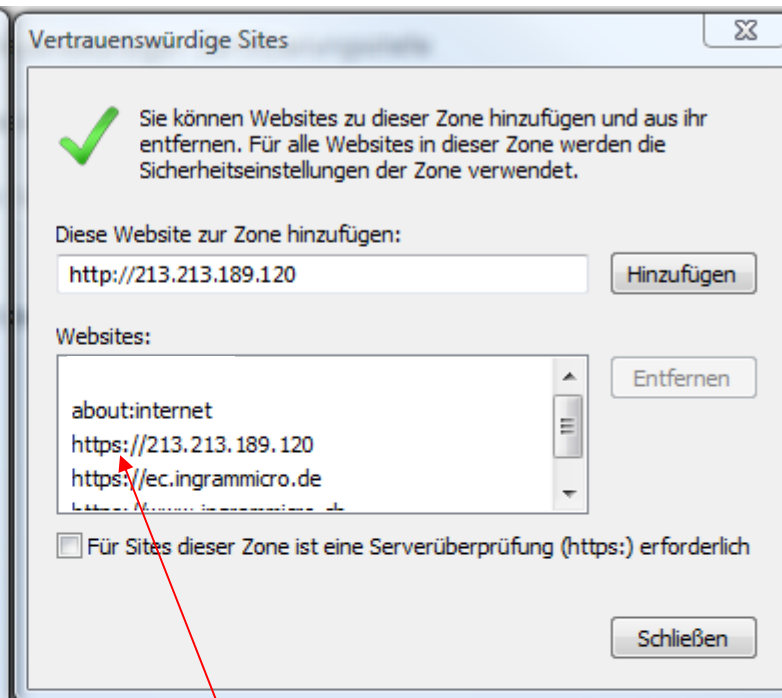 Vertrauenswürdige Sites
Sie können Websites zu dieser Zone hinzufügen und aus ihr
entfernen. Für alle Websites in dieser Zone werden die
Sicherheitseinstellungen der Zone verwendet.
Diese Website zur Zone hinzufügen:
http://213.213.189.120
Hinzufügen
Websites:
about:internet
https://213.213.189.120
https://ec.ingrammicro.de
Entfernen
Für Sites dieser Zone ist eine Serverüberprüfung (https:) erforderlich
Schließen